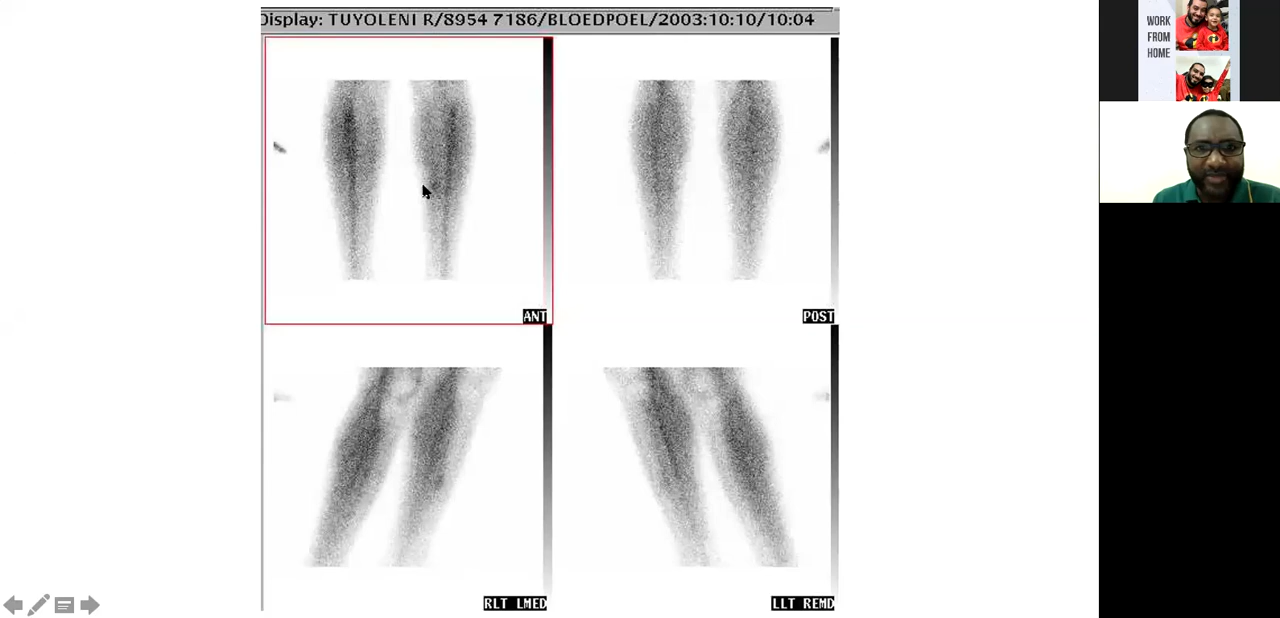 Display: TUYOLENI R/8954 7186/BLOEDPOEL/2003:10:10/10:04
ANT
POST
RLT LMED
LLT REMD
WORK
FROM
HOME